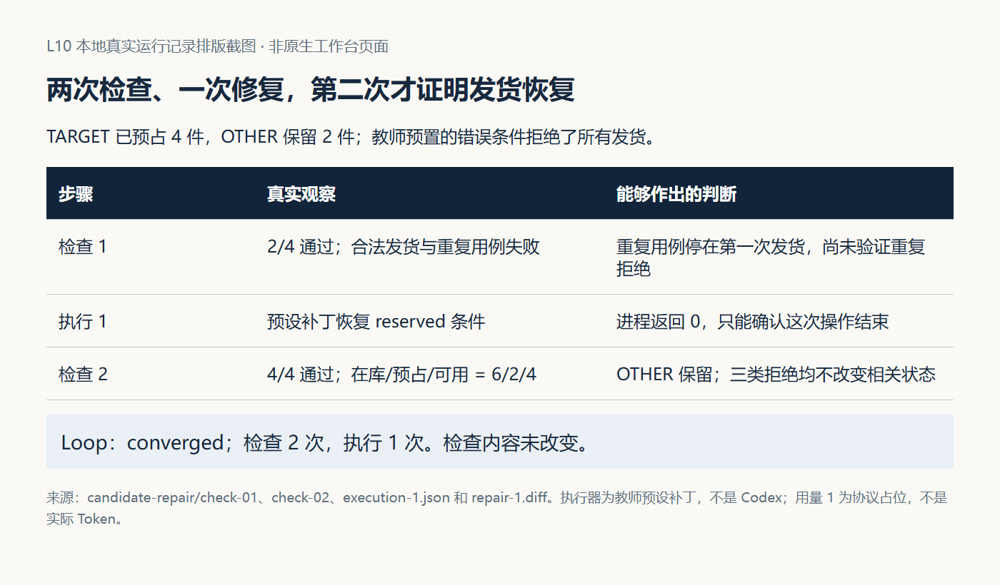 L10 本地真实运行记录排版截图 · 非原生工作台页面
两次检查、一次修复，第二次才证明发货恢复
TARGET 已预占 4 件，OTHER 保留 2 件；教师预置的错误条件拒绝了所有发货。
步骤 真实观察 能够作出的判断
检查 1 2/4 通过；合法发货与重复用例失败 重复用例停在第一次发货，尚未验证重复
拒绝
执行 1 预设补丁恢复 reserved 条件 进程返回 0，只能确认这次操作结束
检查 2 4/4 通过；在库/预占/可用 = 6/2/4 OTHER 保留；三类拒绝均不改变相关状态
Loop：converged；检查 2 次，执行 1 次。检查内容未改变。
来源：candidate-repair/check-01、check-02、execution-1.json 和 repair-1.diff。执行器为教师预设补丁，不是 Codex；用量 1 为协议占位，不是
实际 Token。